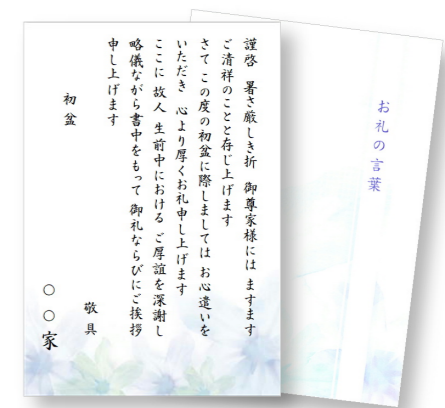 謹啓 暑さ厳しき折 御尊家様には ますます
ご清祥のことと存じ上げます
さて この度の初盆に際しましては お心遣いを
いただき 心より厚くお礼申し上げます
ここに 故人 生前中における ご厚誼を深謝し
略儀ながら書中をもって 御礼ならびにご挨拶
申し上げます
敬具
初盆
○○家
お礼の言葉